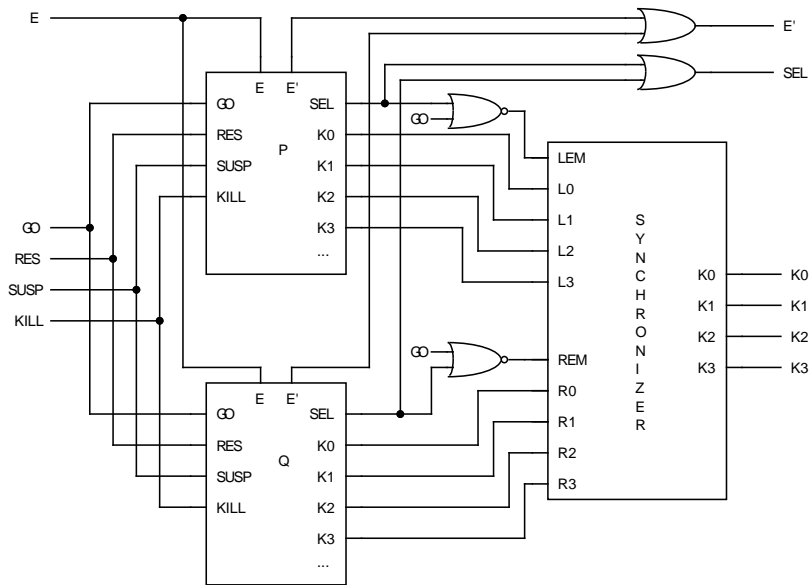 E
E'
SEL
E E'
GO
RES
SUSP
KILL
P
SEL
K0
K1
K2
K3
...
GO
LEM
L0
L1
L2
L3
GO
RES
SUSP
KILL
SYNCHRONIZER
K0
K1
K2
K3
K0
K1
K2
K3
GO
REM
R0
R1
R2
R3
E E'
GO
RES
SUSP
KILL
Q
SEL
K0
K1
K2
K3
...